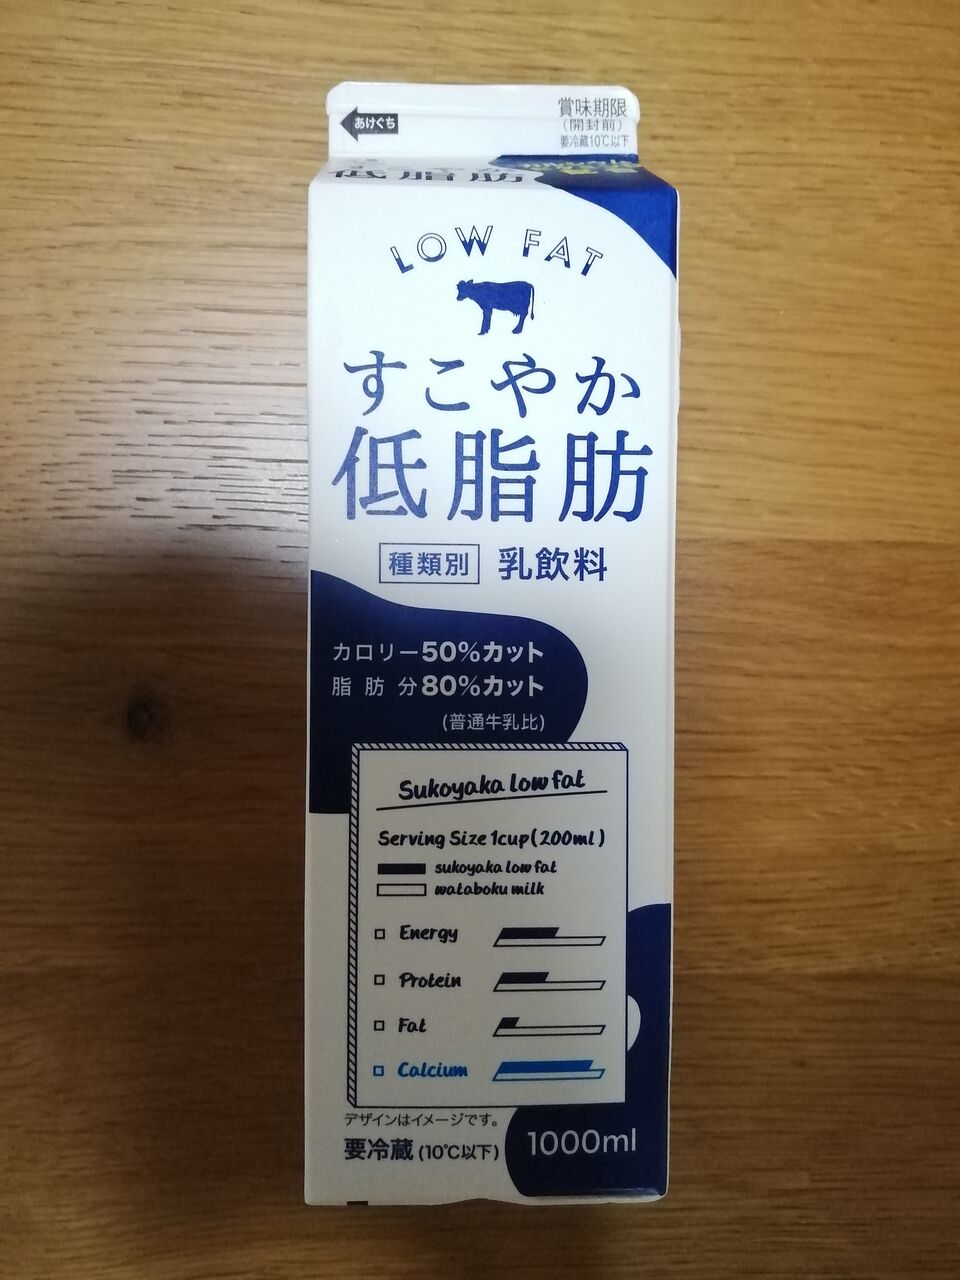 あけぐち
賞味期限
(開封前)
要冷蔵10℃以下
低脂肪
LOW FAT
すこやか
低脂肪
種類別 乳飲料
カロリー50%カット
脂肪分80%カット
(普通牛乳比)
Sukoyaka low fat
Serving Size 1cup(200ml)
sukoyaka low fat
wataboku milk
Energy
Protein
Fat
Calcium
デザインはイメージです。
要冷蔵(10℃以下)
1000ml